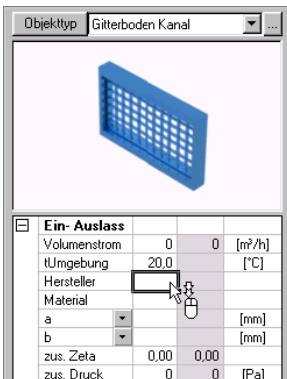 Objekttyp Gitterboden Kanal ...
Ein- Auslass
Volumenstrom 0 0 [m³/h]
tUmgebung 20,0 [°C]
Hersteller
Material
a [mm]
b [mm]
zus. Zeta 0,00 0,00
zus. Druck 0 0 [Pa]